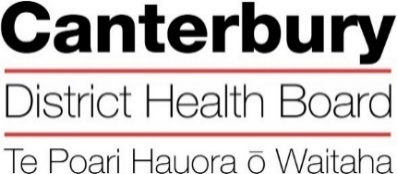 Canterbury
District Health Board
Te Poari Hauora ō Waitaha